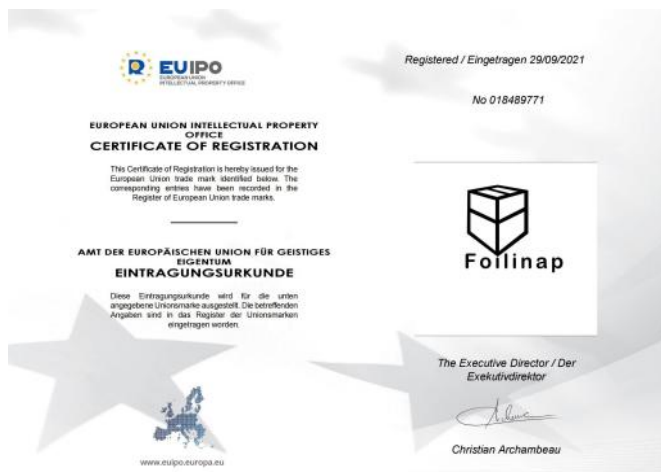 EUIPO
EUROPEAN UNION
INTELLECTUAL PROPERTY OFFICE
EUROPEAN UNION INTELLECTUAL PROPERTY
OFFICE
CERTIFICATE OF REGISTRATION
This Certificate of Registration is hereby issued for the
European Union trade mark identified below. The
corresponding entries have been recorded in the
Register of European Union trade marks.
AMT DER EUROPÄISCHEN UNION FÜR GEISTIGES
EIGENTUM
EINTRAGUNGSURKUNDE
Diese Eintragungsurkunde wird für die unten
angegebene Unionsmarke ausgestellt. Die betreffenden
Angaben sind in das Register der Unionsmarken
eingetragen worden.
www.euipo.europa.eu
Registered / Eingetragen 29/09/2021
No 018489771
Foilinap
The Executive Director / Der
Exekutivdirektor
Christian Archambeau